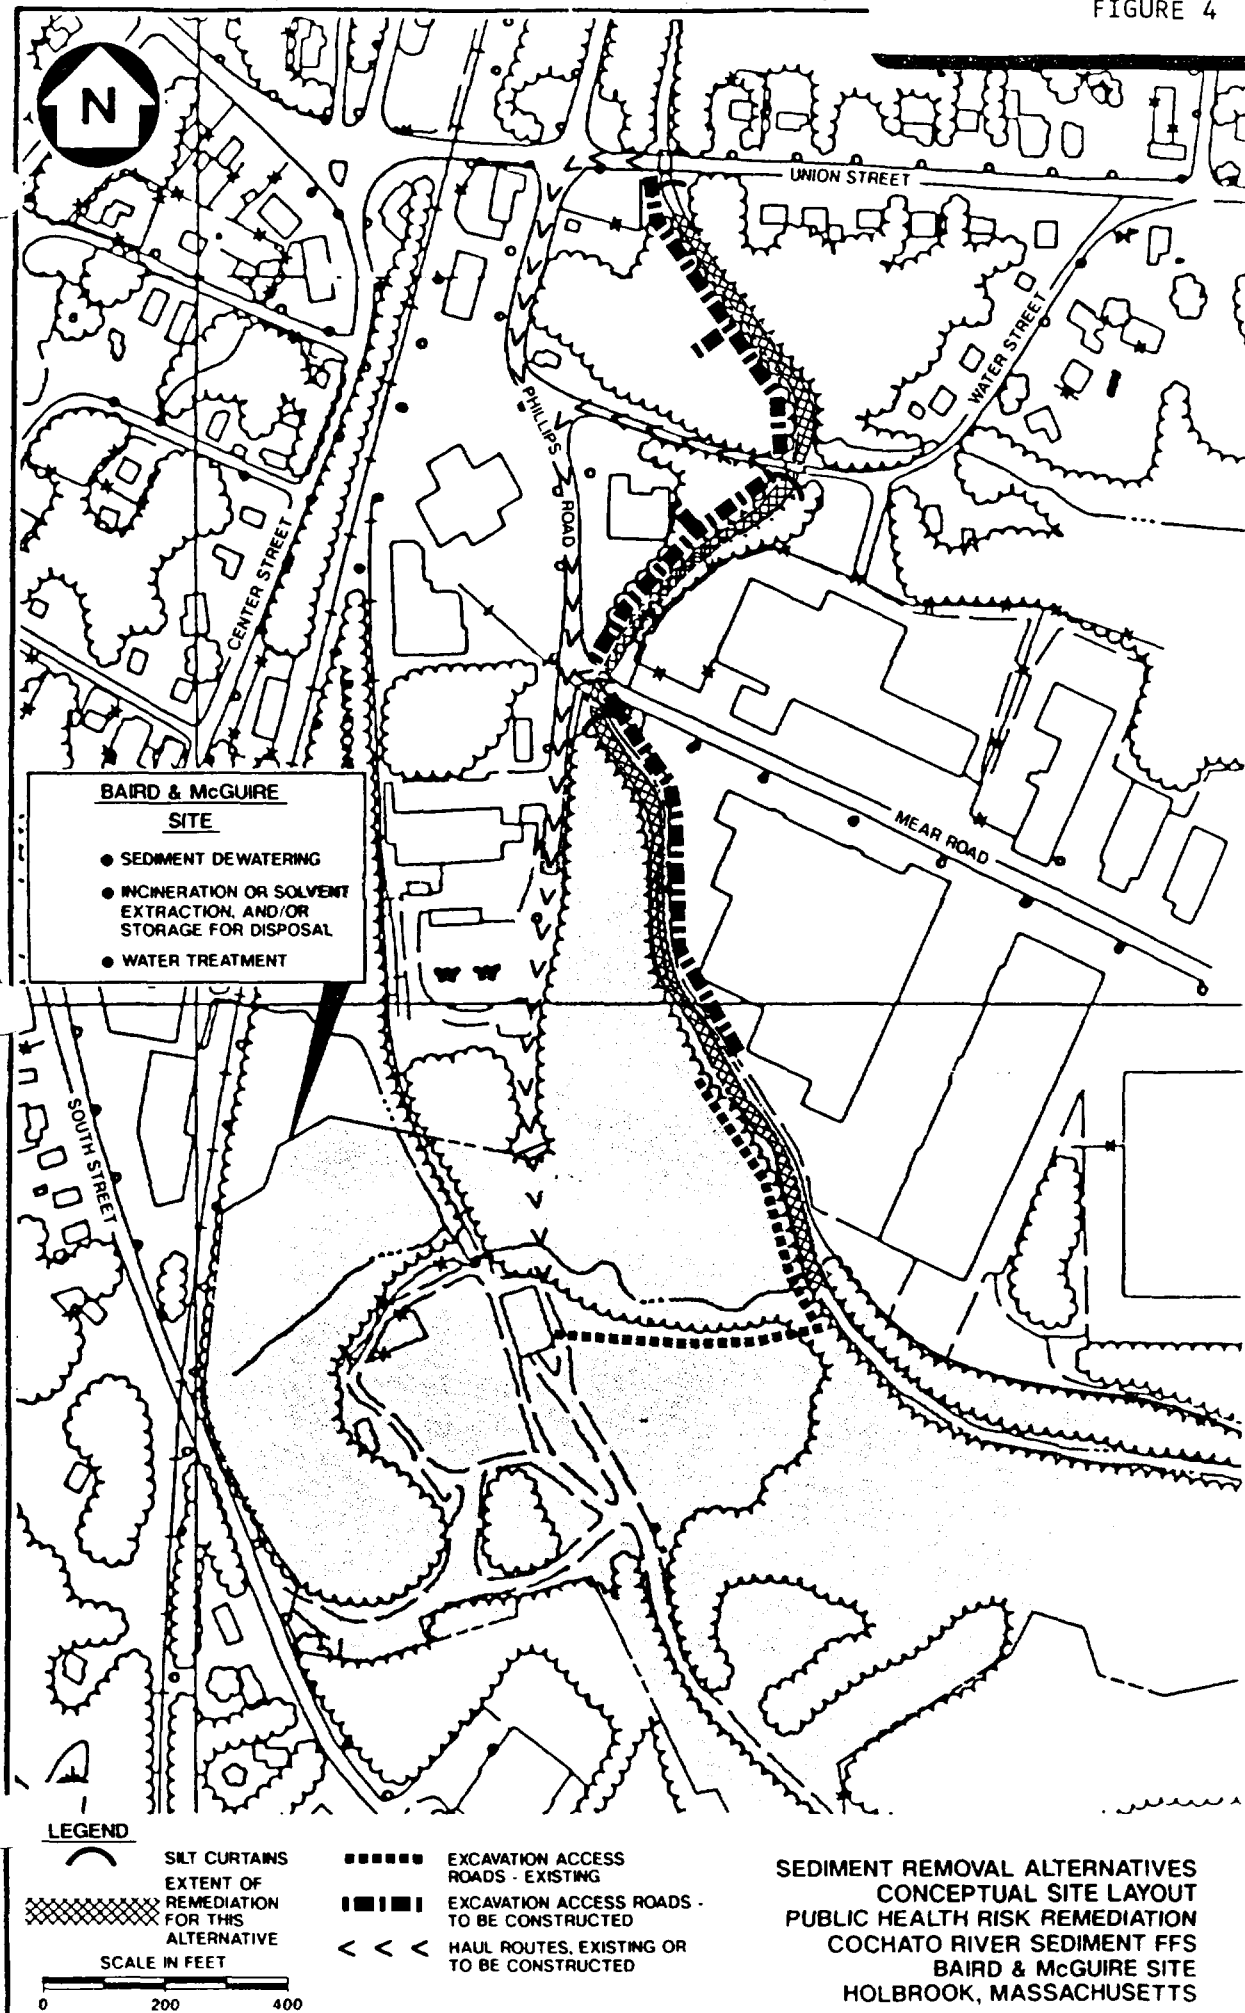 FIGURE 4
N
UNION STREET
WATER STREET
PHILLIPS ROAD
CENTER STREET
MEAR ROAD
SOUTH STREET
BAIRD & McGUIRE
SITE
● SEDIMENT DEWATERING
● INCINERATION OR SOLVENT
EXTRACTION, AND/OR
STORAGE FOR DISPOSAL
● WATER TREATMENT
LEGEND
SILT CURTAINS
EXTENT OF
REMEDIATION
FOR THIS
ALTERNATIVE
SCALE IN FEET
0 200 400
EXCAVATION ACCESS
ROADS - EXISTING
EXCAVATION ACCESS ROADS -
TO BE CONSTRUCTED
HAUL ROUTES, EXISTING OR
TO BE CONSTRUCTED
SEDIMENT REMOVAL ALTERNATIVES
CONCEPTUAL SITE LAYOUT
PUBLIC HEALTH RISK REMEDIATION
COCHATO RIVER SEDIMENT FFS
BAIRD & McGUIRE SITE
HOLBROOK, MASSACHUSETTS